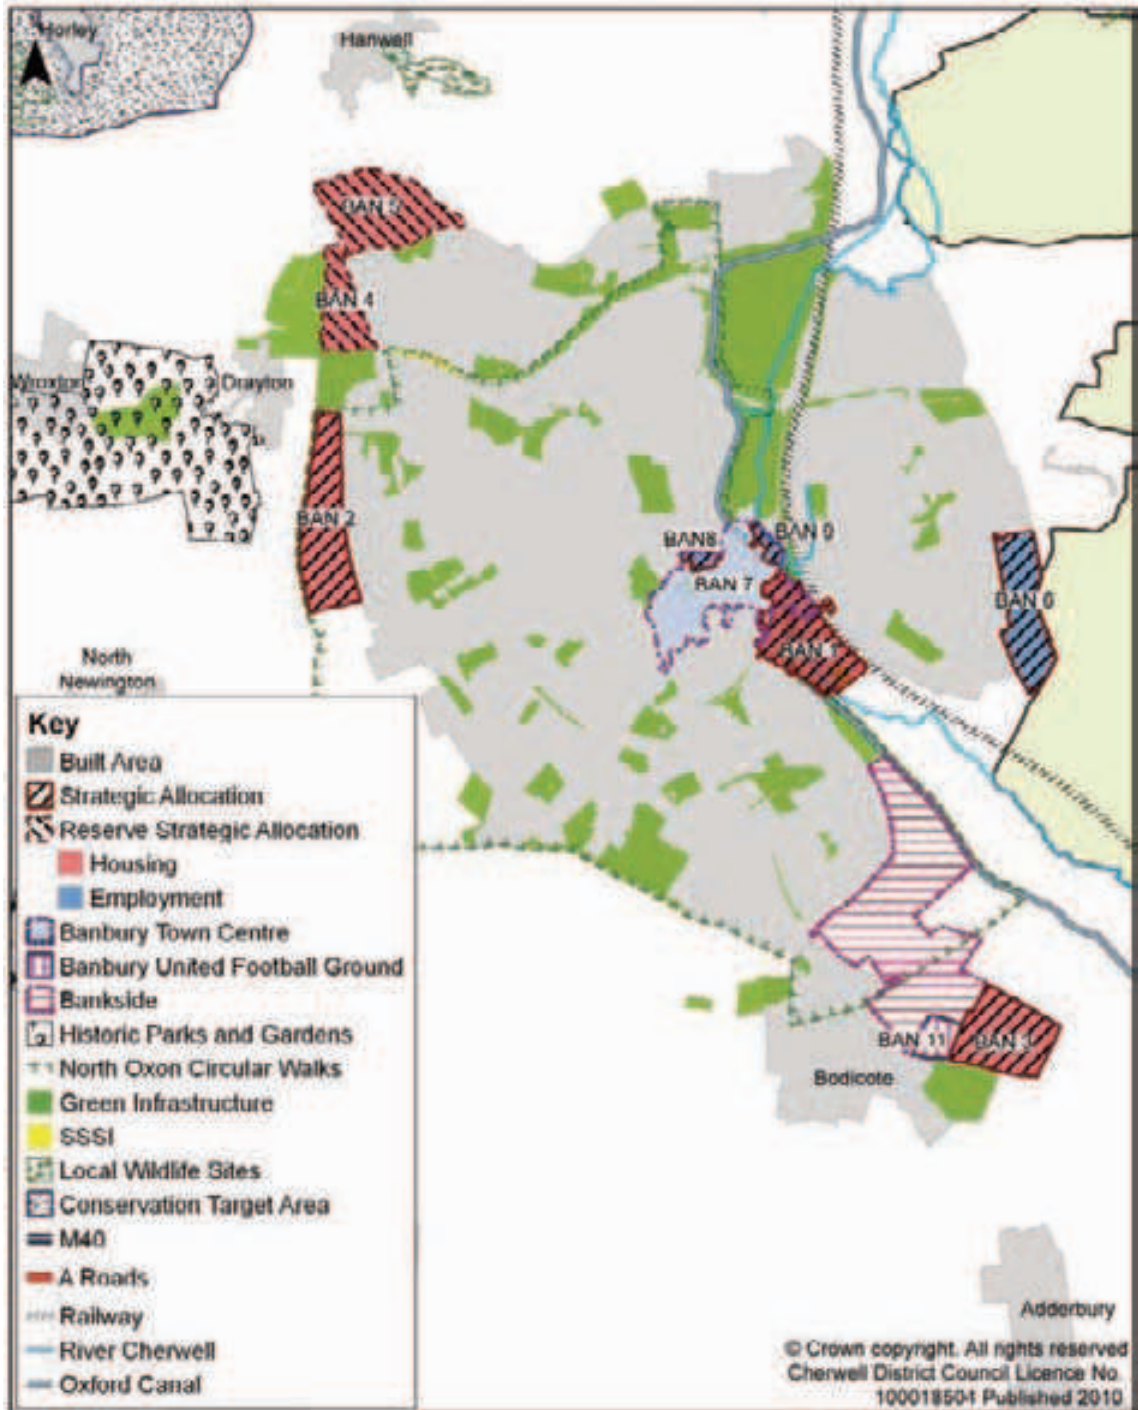 Horley
Hanwell
BAN 5
BAN 4
Wroxton
Drayton
BAN 2
BAN8
BAN 9
BAN 7
BAN 6
BAN 1
North
Newington
BAN 11
BAN 3
Bodicote
Adderbury
Key
Built Area
Strategic Allocation
Reserve Strategic Allocation
Housing
Employment
Banbury Town Centre
Banbury United Football Ground
Bankside
Historic Parks and Gardens
North Oxon Circular Walks
Green Infrastructure
SSSI
Local Wildlife Sites
Conservation Target Area
M40
A Roads
Railway
River Cherwell
Oxford Canal
© Crown copyright. All rights reserved
Cherwell District Council Licence No.
100018504 Published 2010